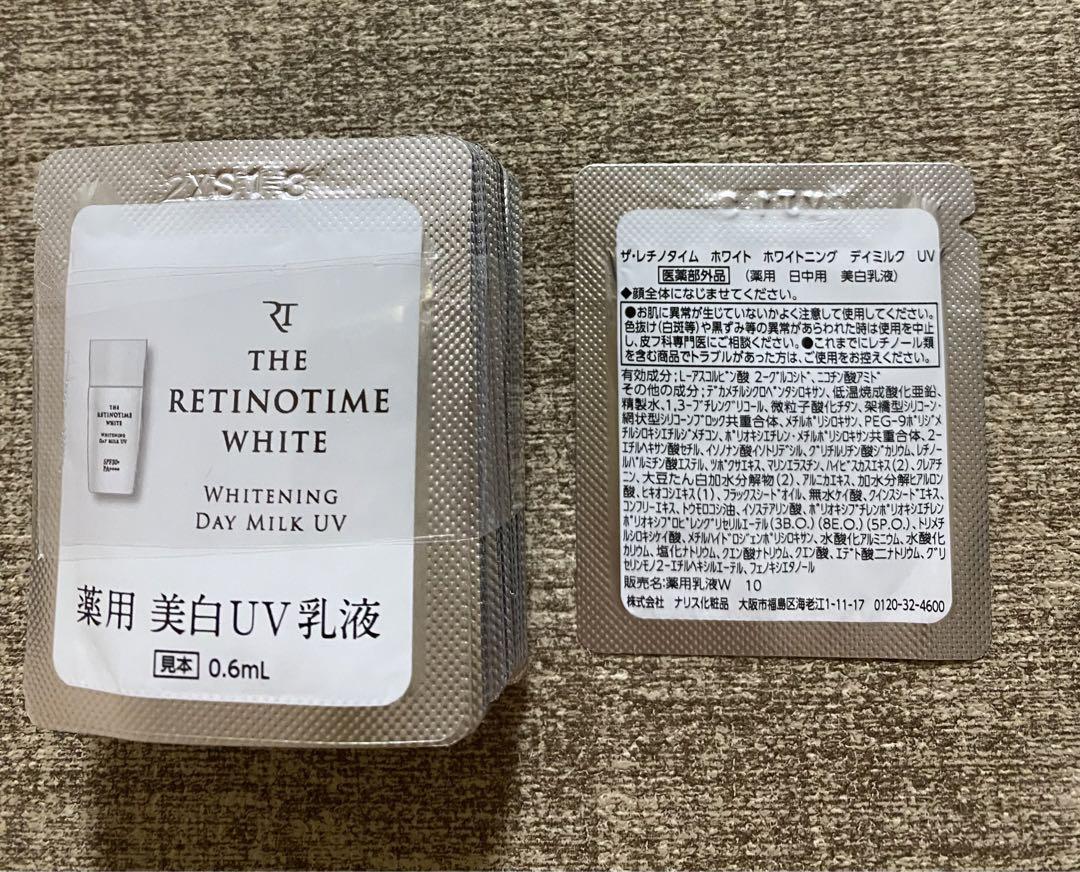 2XS1-3
RT
THE
RETINOTIME
WHITE
WHITENING
DAY MILK UV
THE
RETINOTIME
WHITE
WHITENING
DAY MILK UV
SPF30+
PA++++
薬用 美白UV乳液
見本 0.6mL
ザ・レチノタイム ホワイト ホワイトニング デイミルク UV
医薬部外品 (薬用 日中用 美白乳液)
◆顔全体になじませてください。
●お肌に異常が生じていないかよく注意して使用してください。
色抜け(白斑等)や黒ずみ等の異常があらわれた時は使用を中止
し、皮フ科専門医にご相談ください。●これまでにレチノール類
を含む商品でトラブルがあった方は、ご使用をお控えください。
有効成分;L-アスコルビン酸 2-グルコシド、ニコチン酸アミド
その他の成分;デカメチルシクロペンタシロキサン、低温焼成酸化亜鉛、
精製水、1,3-ブチレングリコール、微粒子酸化チタン、架橋型シリコーン・
網状型シリコーンブロック共重合体、メチルポリシロキサン、PEG-9ポリジメ
チルシロキシエチルジメチコン、ポリオキシエチレン・メチルポリシロキサン共重合体、2-
エチルヘキサン酸セチル、イソノナン酸イソトリデシル、グリチルリチン酸ジカリウム、レチノー
ルパルミチン酸エステル、ツボクサエキス、マリンエラスチン、ハイビスカスエキス(2)、クレアチ
ニン、大豆たん白加水分解物(2)、アルニカエキス、加水分解ヒアルロン
酸、ヒキオコシエキス(1)、フラックスシードオイル、無水ケイ酸、クインスシードエキス、
コンフリーエキス、トウモロコシ油、イソステアリン酸、ポリオキシブチレンポリオキシエチレン
ポリオキシプロピレングリセリルエーテル(3B.O.)(8E.O.)(5P.O.)、トリメチ
ルシロキシケイ酸、メチルハイドロジェンポリシロキサン、水酸化アルミニウム、水酸化
カリウム、塩化ナトリウム、クエン酸ナトリウム、クエン酸、エデト酸二ナトリウム、グリ
セリンモノ2-エチルヘキシルエーテル、フェノキシエタノール
販売名:薬用乳液W 10
株式会社 ナリス化粧品 大阪市福島区海老江1-11-17 0120-32-4600